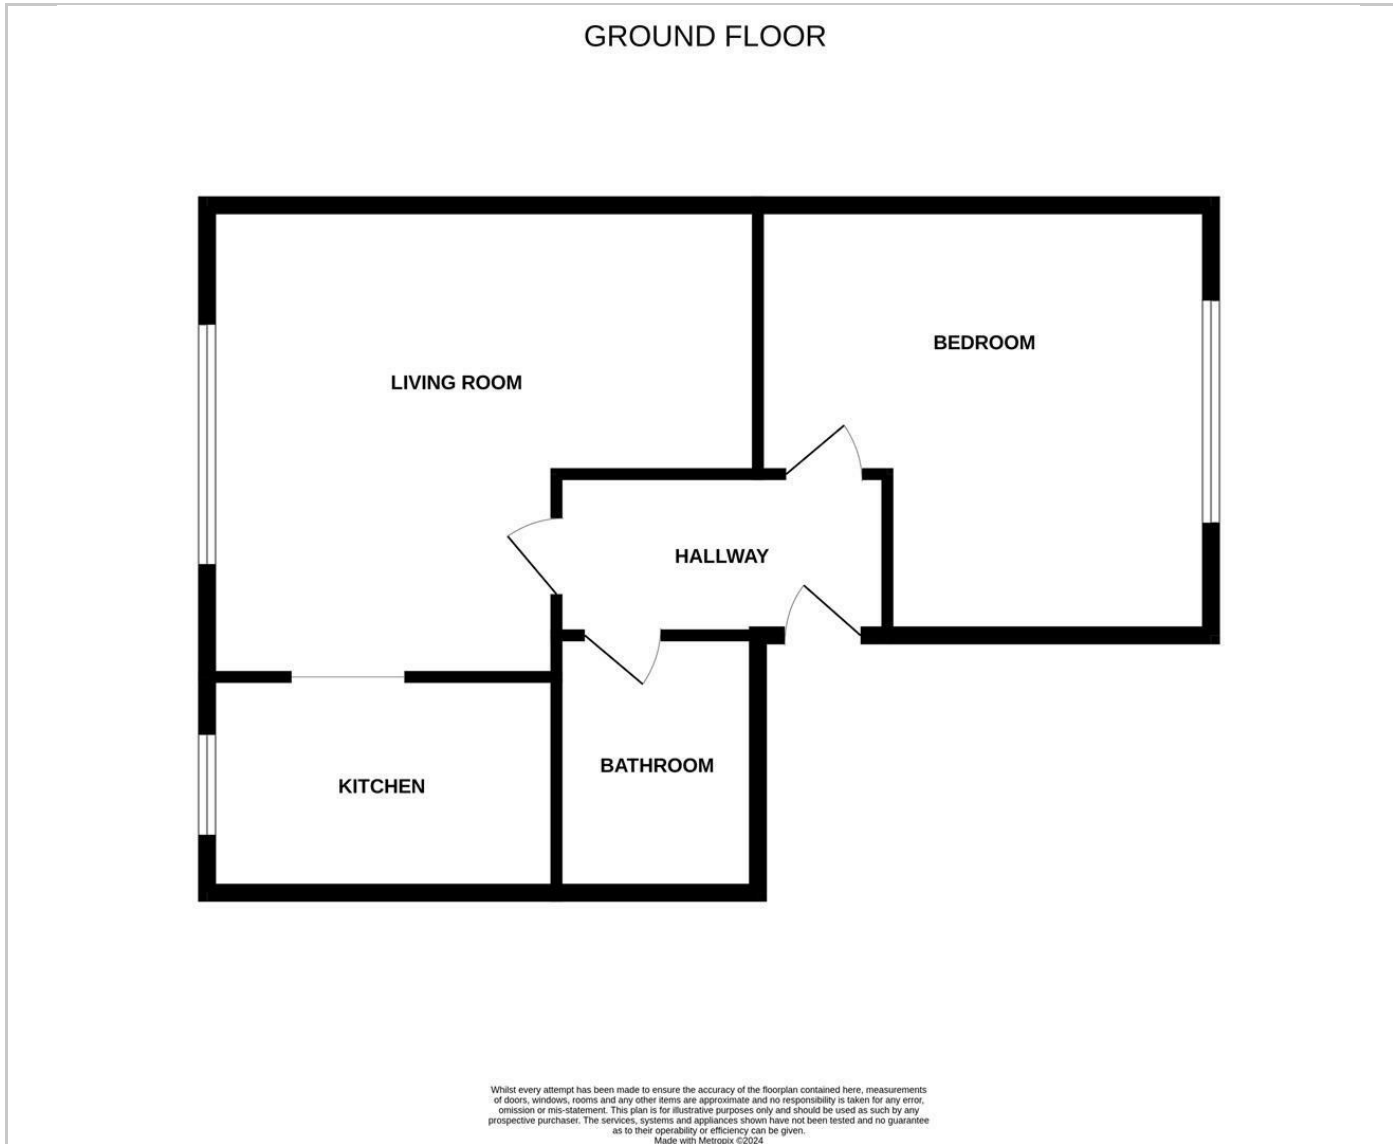 GROUND FLOOR
LIVING ROOM
BEDROOM
HALLWAY
KITCHEN
BATHROOM
Whilst every attempt has been made to ensure the accuracy of the floorplan contained here, measurements
of doors, windows, rooms and any other items are approximate and no responsibility is taken for any error,
omission or mis-statement. This plan is for illustrative purposes only and should be used as such by any
prospective purchaser. The services, systems and appliances shown have not been tested and no guarantee
as to their operability or efficiency can be given.
Made with Metropix ©2024